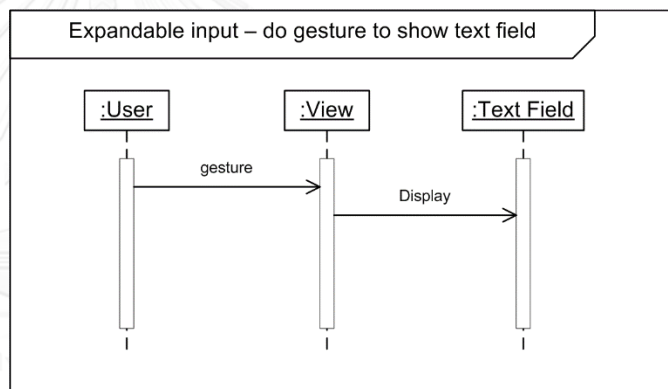 Expandable input – do gesture to show text field
:User
:View
:Text Field
gesture
Display